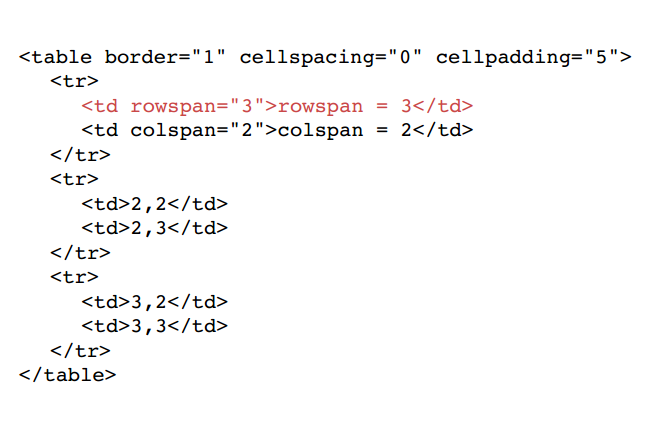 <table border="1" cellspacing="0" cellpadding="5">
<tr>
<td rowspan="3">rowspan = 3</td>
<td colspan="2">colspan = 2</td>
</tr>
<tr>
<td>2,2</td>
<td>2,3</td>
</tr>
<tr>
<td>3,2</td>
<td>3,3</td>
</tr>
</table>